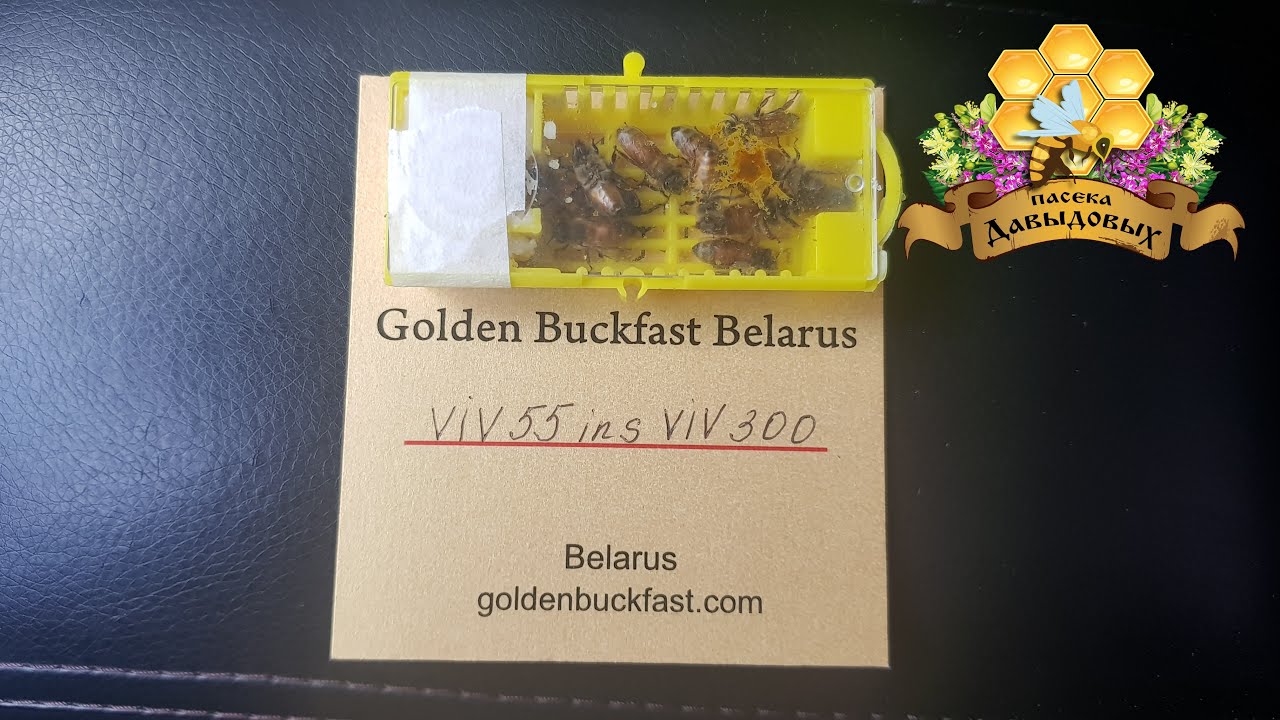 пасека
Давыдовых
Golden Buckfast Belarus
ViV 55 ins ViV 300
Belarus
goldenbuckfast.com